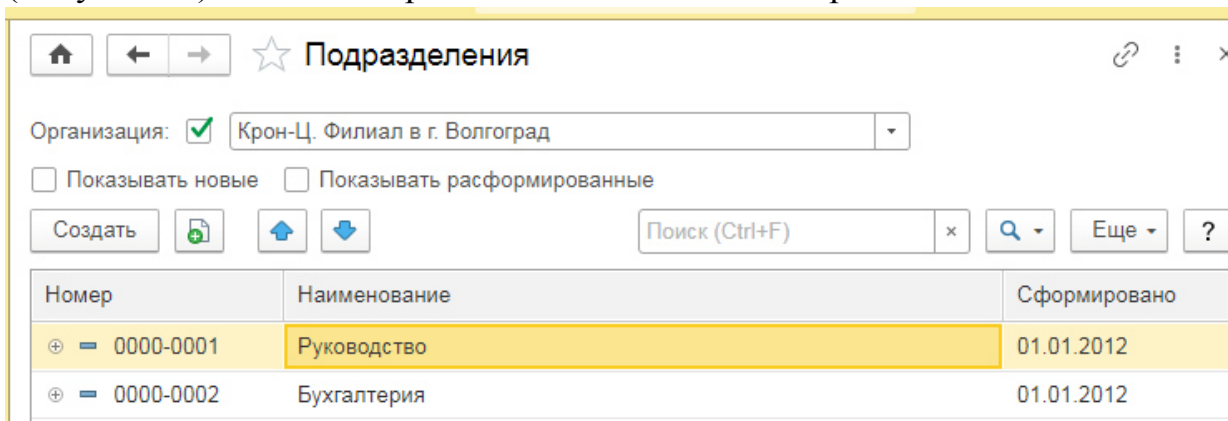 Подразделения
Организация: Крон-Ц. Филиал в г. Волгоград
Показывать новые Показывать расформированные
Создать Поиск (Ctrl+F) × Еще ?
Номер Наименование Сформировано
0000-0001 Руководство 01.01.2012
0000-0002 Бухгалтерия 01.01.2012